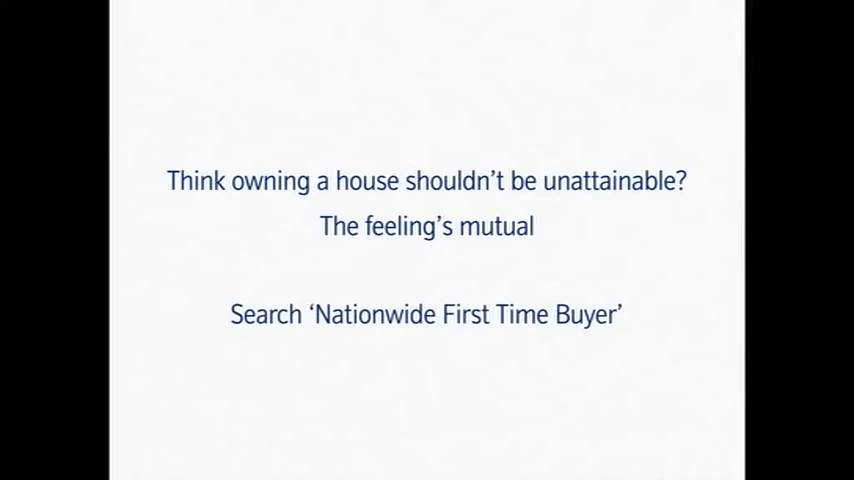 Think owning a house shouldn’t be unattainable?
The feeling’s mutual
Search ‘Nationwide First Time Buyer’